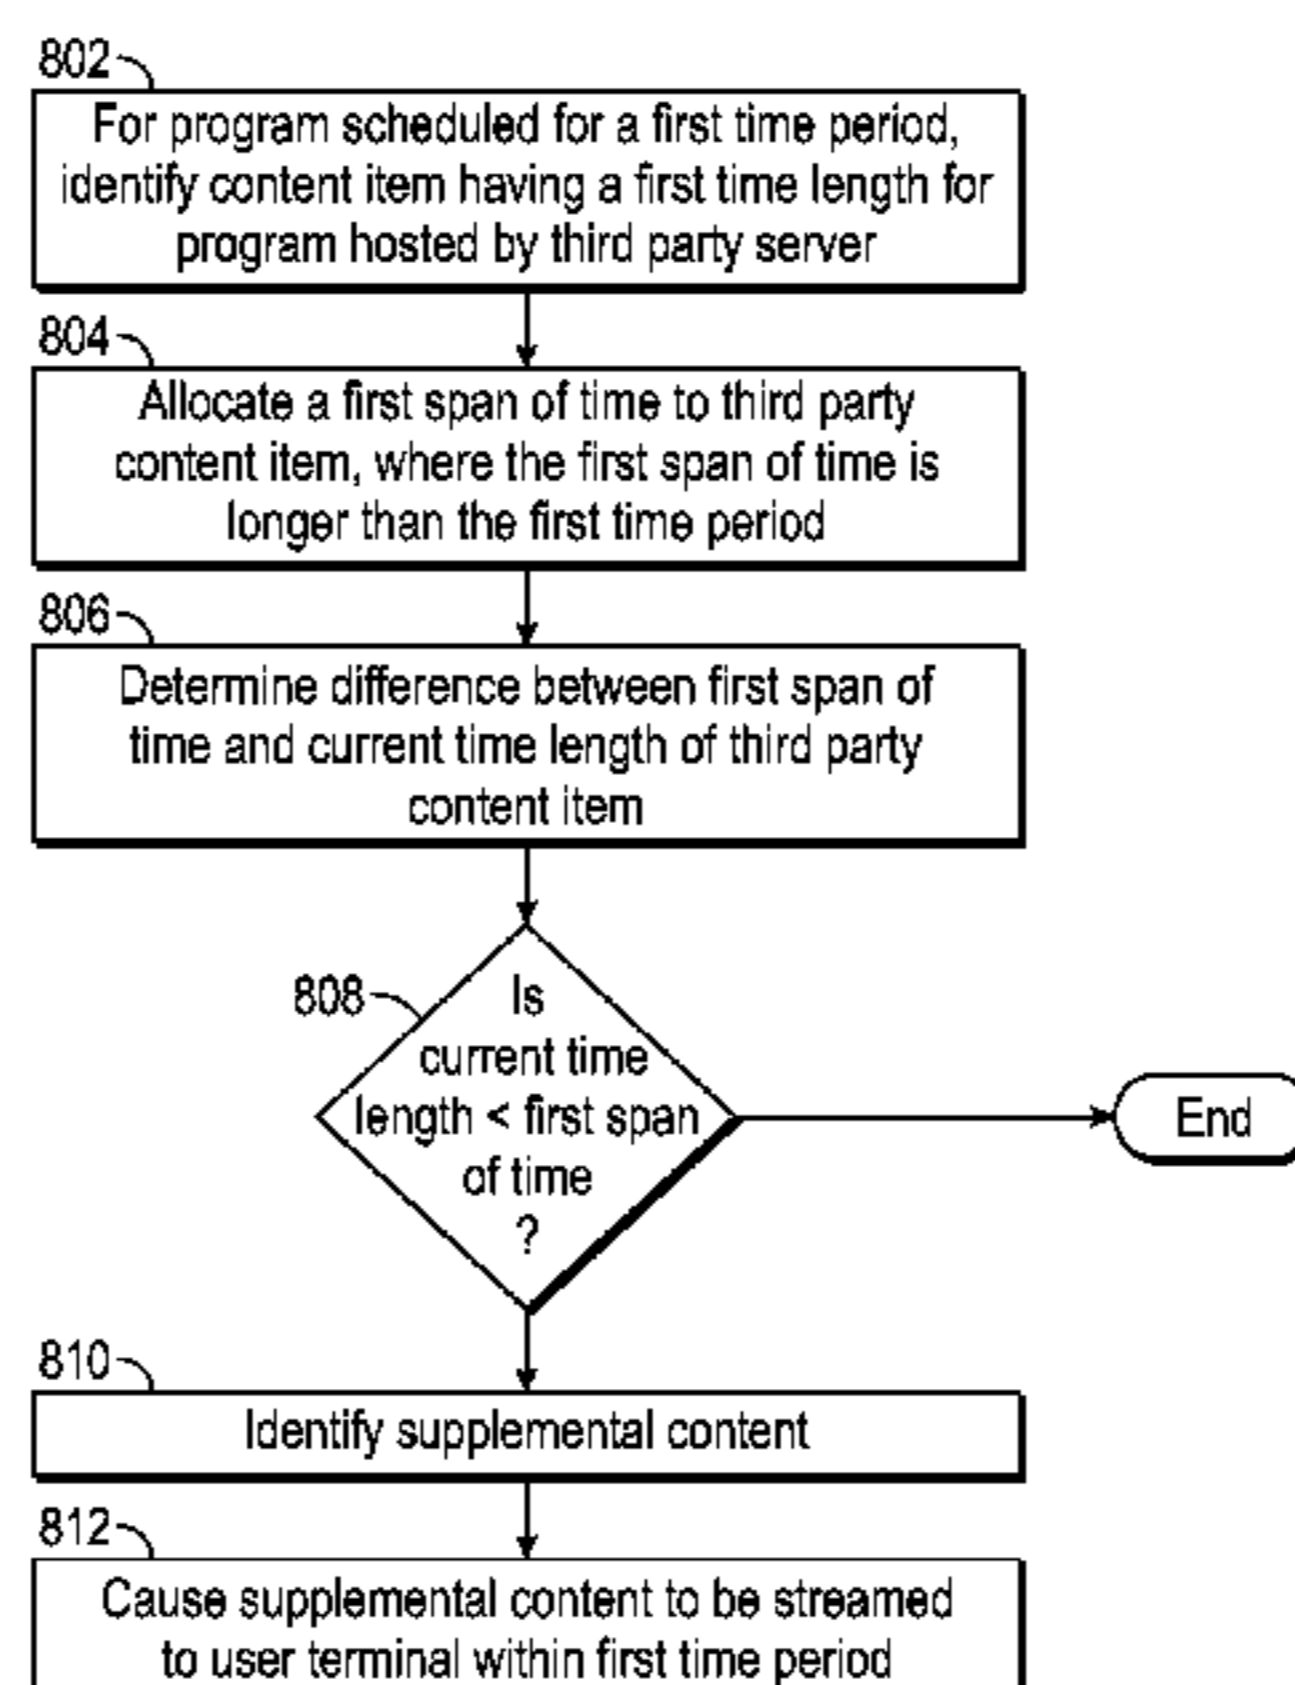 802
For program scheduled for a first time period,
identify content item having a first time length for
program hosted by third party server
804
Allocate a first span of time to third party
content item, where the first span of time is
longer than the first time period
806
Determine difference between first span of
time and current time length of third party
content item
808
Is
current time
length < first span
of time
?
End
810
Identify supplemental content
812
Cause supplemental content to be streamed
to user terminal within first time period